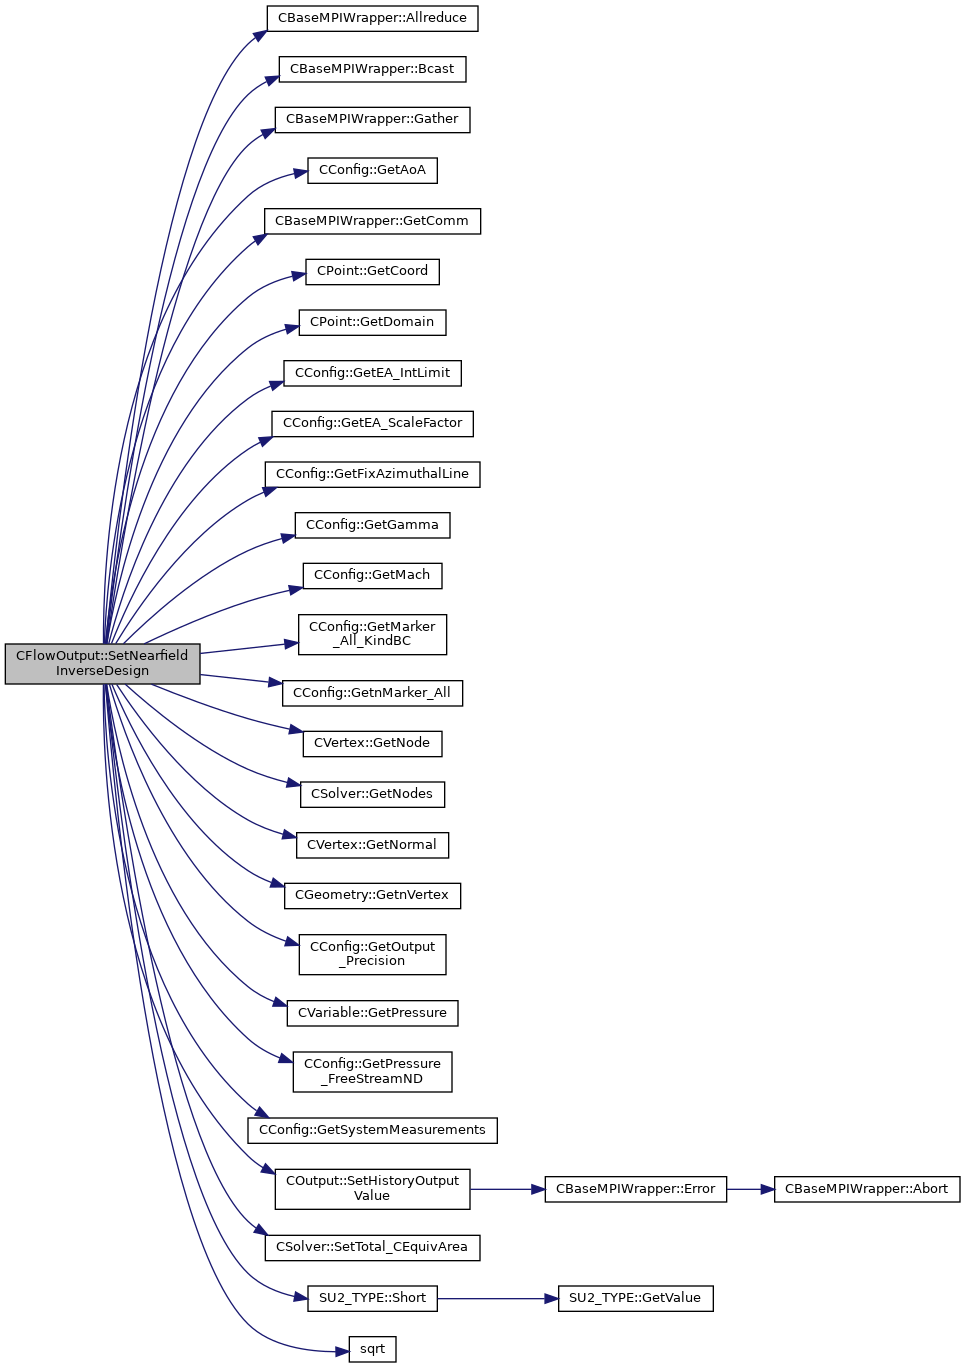 CBaseMPIWrapper::Allreduce
CBaseMPIWrapper::Bcast
CBaseMPIWrapper::Gather
CConfig::GetAoA
CBaseMPIWrapper::GetComm
CPoint::GetCoord
CPoint::GetDomain
CConfig::GetEA_IntLimit
CConfig::GetEA_ScaleFactor
CConfig::GetFixAzimuthalLine
CConfig::GetGamma
CConfig::GetMach
CConfig::GetMarker
_All_KindBC
CFlowOutput::SetNearfield
InverseDesign
CConfig::GetnMarker_All
CVertex::GetNode
CSolver::GetNodes
CVertex::GetNormal
CGeometry::GetnVertex
CConfig::GetOutput
_Precision
CVariable::GetPressure
CConfig::GetPressure
_FreeStreamND
CConfig::GetSystemMeasurements
COutput::SetHistoryOutput
Value
CBaseMPIWrapper::Error
CBaseMPIWrapper::Abort
CSolver::SetTotal_CEquivArea
SU2_TYPE::Short
SU2_TYPE::GetValue
sqrt